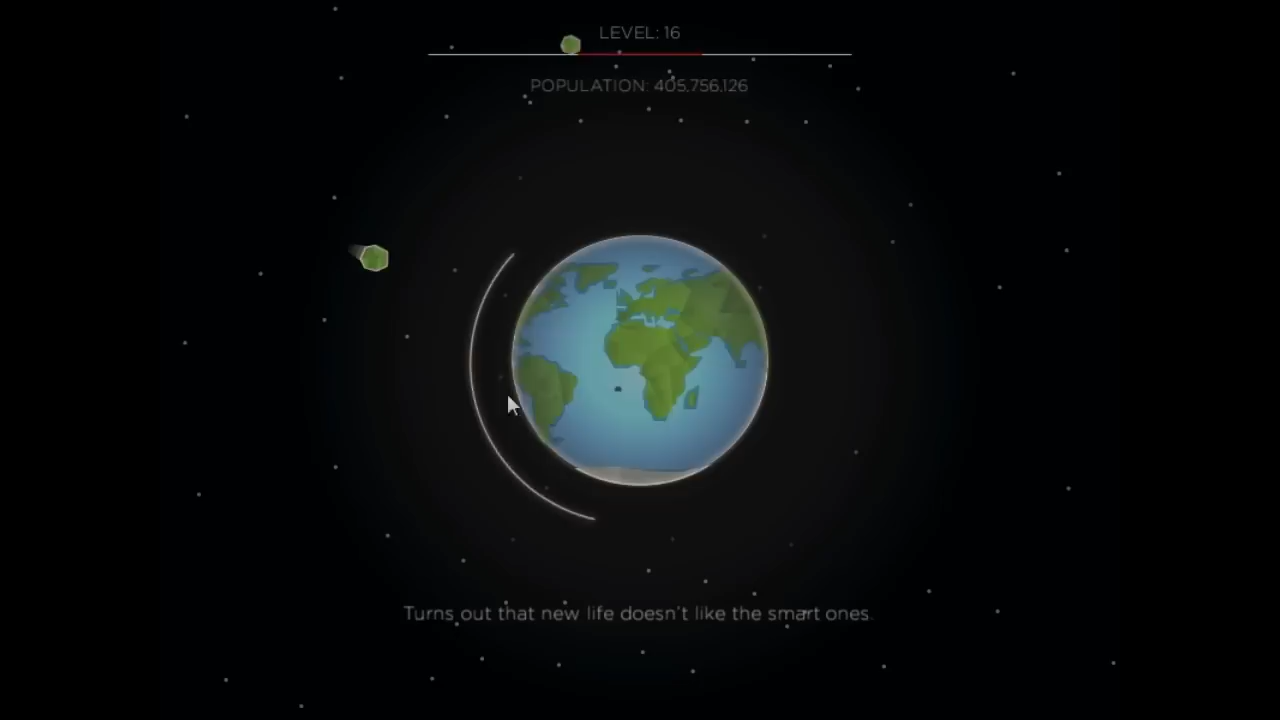 LEVEL: 16
POPULATION: 405,756,126
Turns out that new life doesn't like the smart ones.